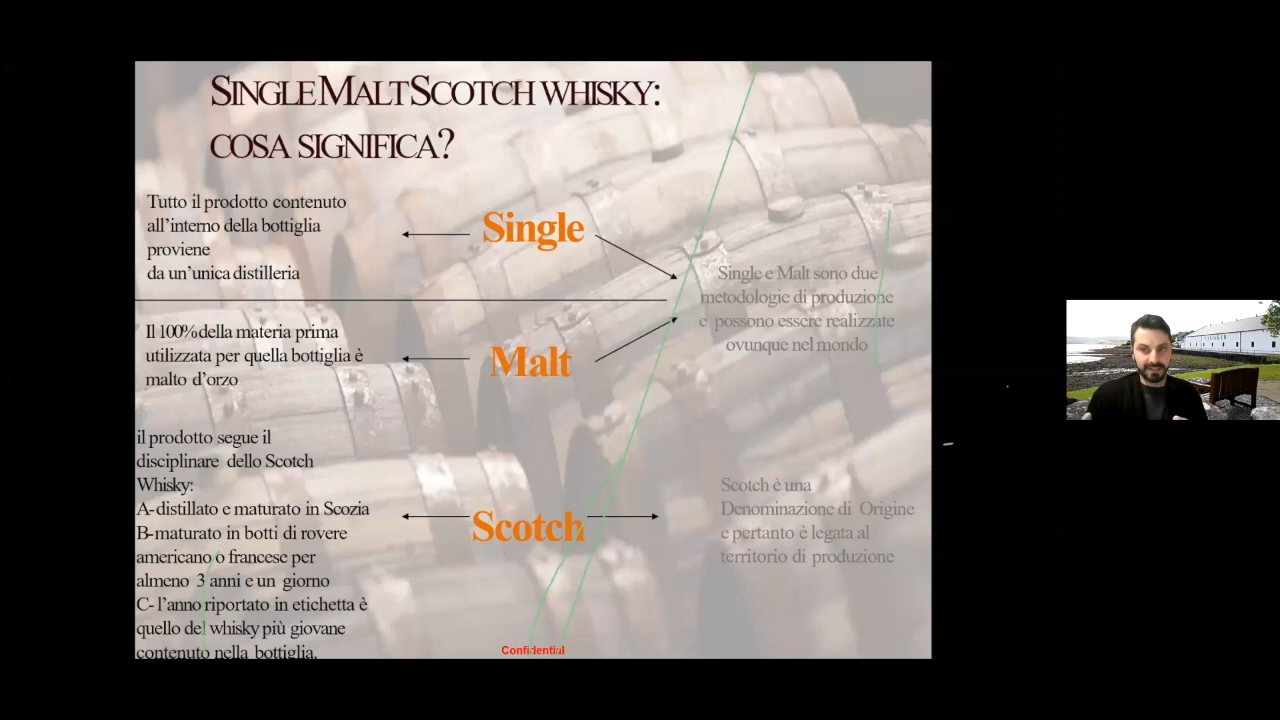 SINGLE MALT SCOTCH WHISKY:
COSA SIGNIFICA?
Tutto il prodotto contenuto
all'interno della bottiglia
proviene
da un'unica distilleria
Single
Single e Malt sono due
metodologie di produzione
e possono essere realizzate
ovunque nel mondo
Il 100% della materia prima
utilizzata per quella bottiglia è
malto d'orzo
Malt
il prodotto segue il
disciplinare dello Scotch
Whisky:
A-distillato e maturato in Scozia
B-maturato in botti di rovere
americano o francese per
almeno 3 anni e un giorno
C- l'anno riportato in etichetta è
quello del whisky più giovane
contenuto nella bottiglia.
Scotch
Scotch è una
Denominazione di Origine
e pertanto è legata al
territorio di produzione
Confidential